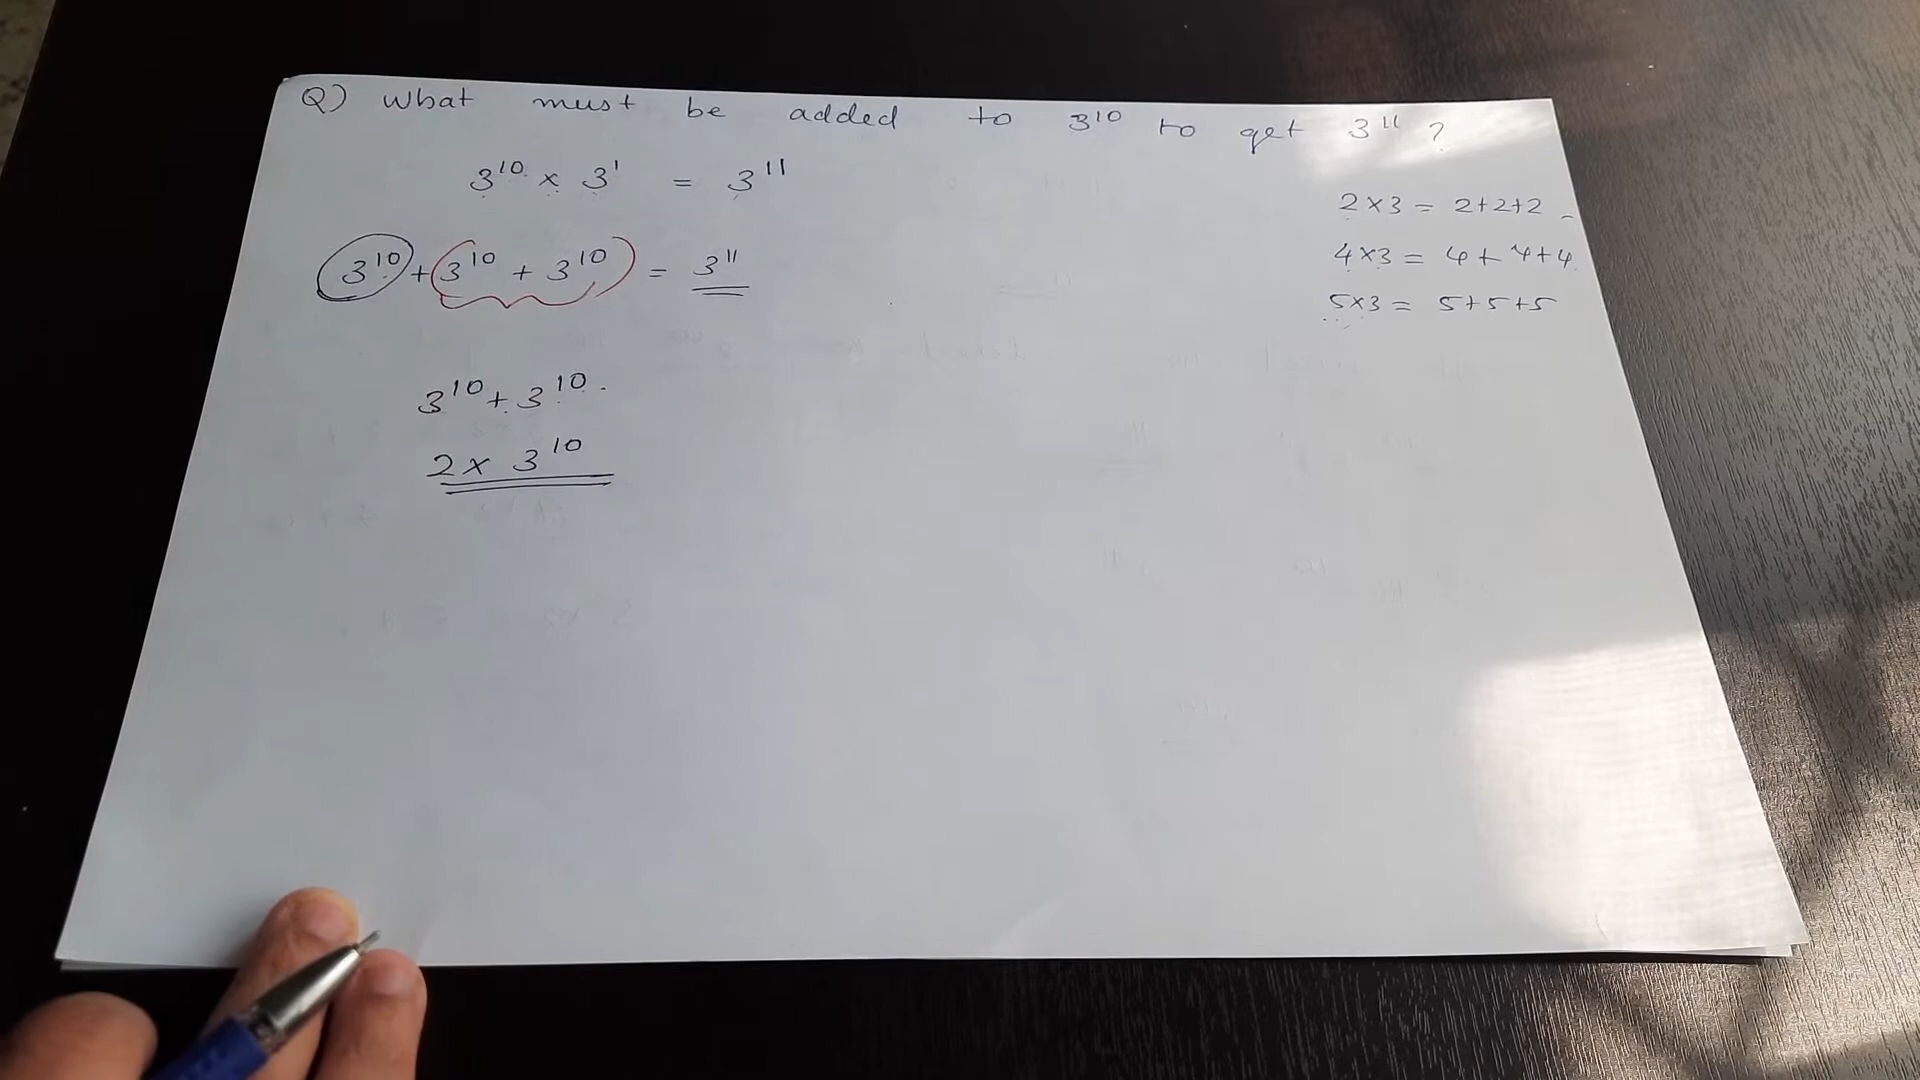 Q) What must be added to 3¹⁰ to get 3¹¹ ?
3¹⁰ × 3¹ = 3¹¹
3¹⁰ + 3¹⁰ + 3¹⁰ = 3¹¹
3¹⁰ + 3¹⁰.
2 × 3¹⁰
2×3 = 2+2+2
4×3 = 4+4+4
5×3 = 5+5+5